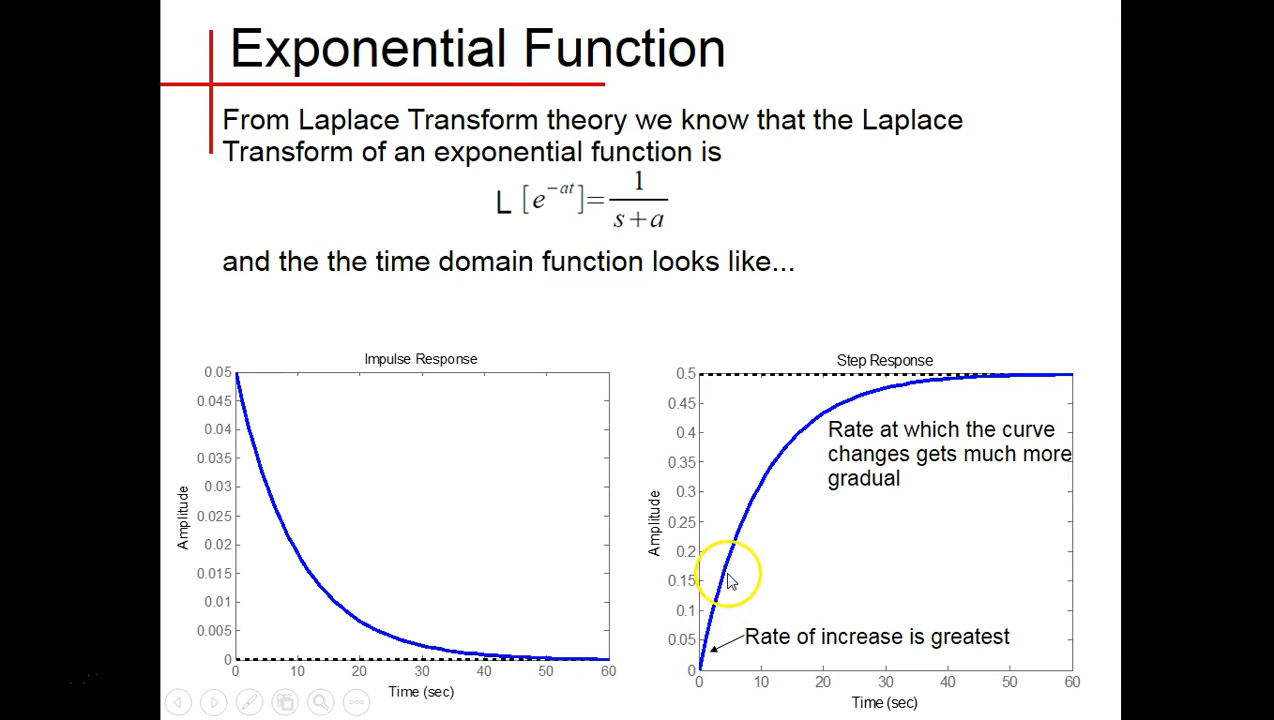 Exponential Function
From Laplace Transform theory we know that the Laplace
Transform of an exponential function is
L [e^{-at}]=\frac{1}{s+a}
and the the time domain function looks like...
Impulse Response
0.05
0.045
0.04
0.035
0.03
0.025
0.02
0.015
0.01
0.005
0
Amplitude
0 10 20 30 40 50 60
Time (sec)
Step Response
0.5
0.45
0.4
0.35
0.3
0.25
0.2
0.15
0.1
0.05
0
Amplitude
Rate at which the curve
changes gets much more
gradual
Rate of increase is greatest
0 10 20 30 40 50 60
Time (sec)